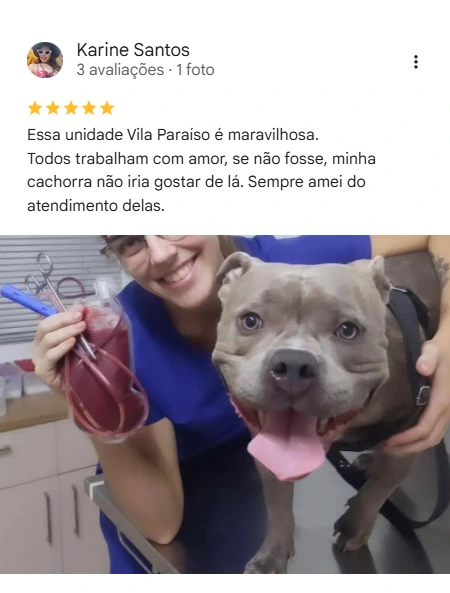 Karine Santos
3 avaliações · 1 foto
Essa unidade Vila Paraíso é maravilhosa.
Todos trabalham com amor, se não fosse, minha
cachorra não iria gostar de lá. Sempre amei do
atendimento delas.